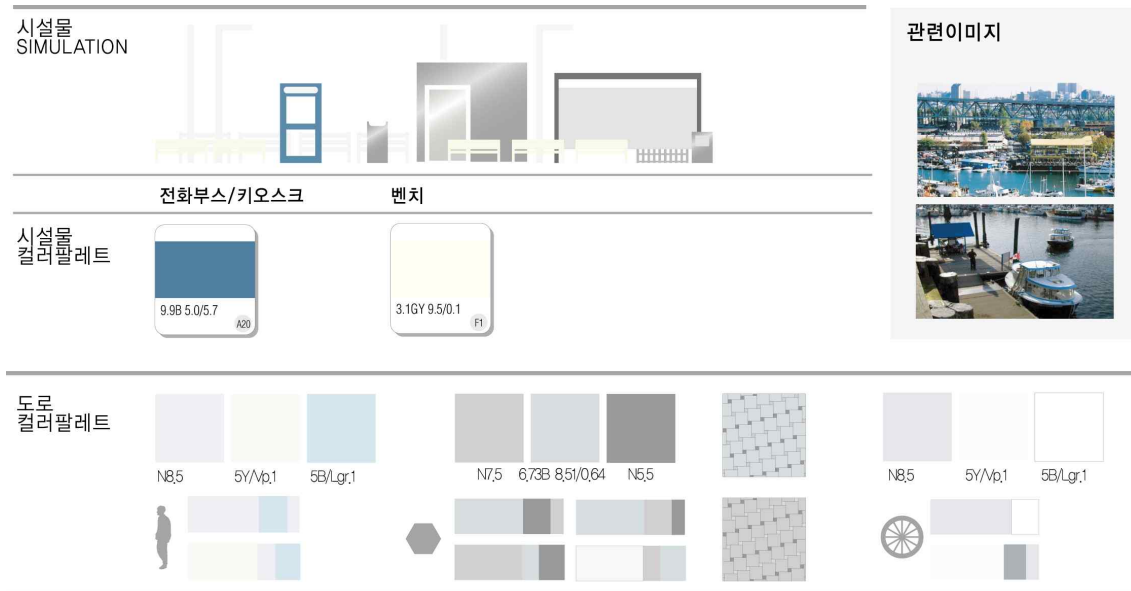 시설물
SIMULATION
관련이미지
전화부스/키오스크
벤치
시설물
컬러팔레트
9.9B 5.0/5.7
A20
3.1GY 9.5/0.1
F1
도로
컬러팔레트
N8.5 5Y/Vp.1 5B/Lgr.1
N7.5 6.73B 8.51/0.64 N5.5
N8.5 5Y/Vp.1 5B/Lgr.1